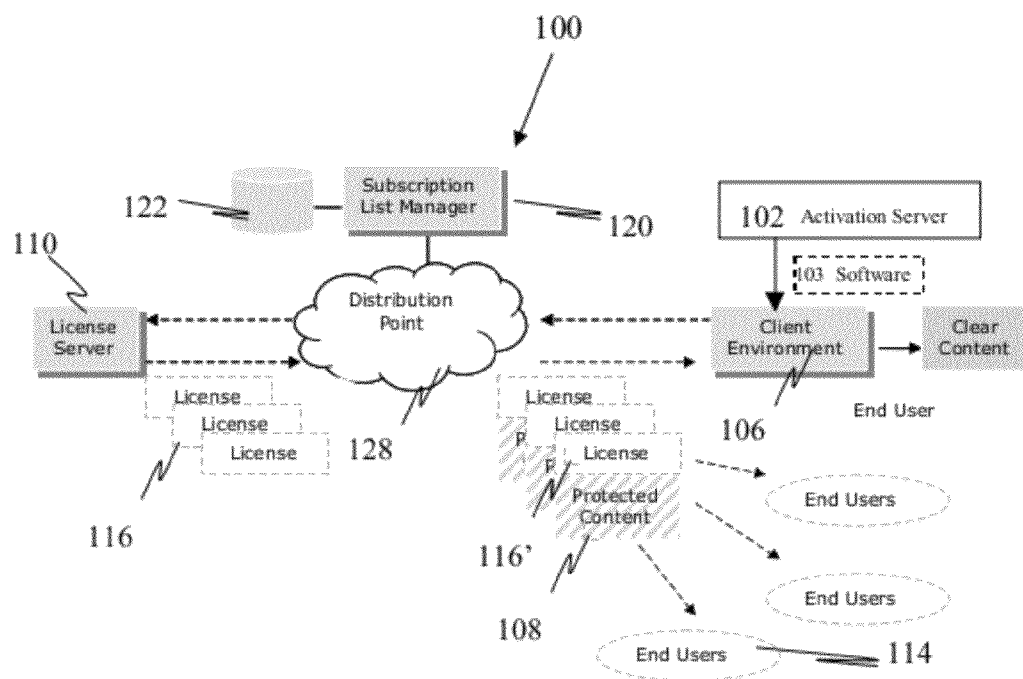 100
Subscription
List Manager
122
120
102 Activation Server
110
103 Software
License
Server
Distribution
Point
Client
Environment
Clear
Content
License
License
License
License
License
License
128
106
End User
P
P
Protected
Content
End Users
116
116’
End Users
108
End Users
114